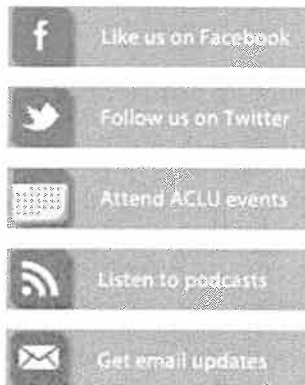 Like us on Facebook
Follow us on Twitter
Attend ACLU events
Listen to podcasts
Get email updates